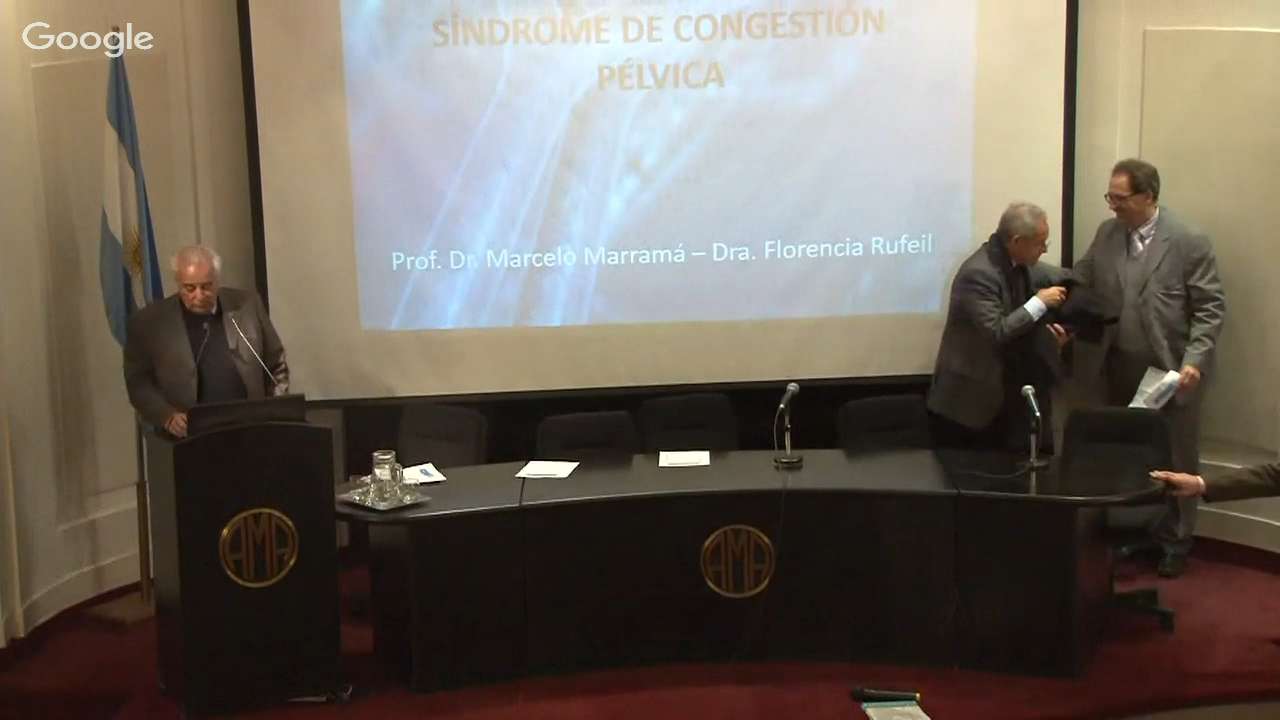 Google
SÍNDROME DE CONGESTIÓN
PÉLVICA
Prof. Dr. Marcelo Marramá – Dra. Florencia Rufeil
AMA
AMA